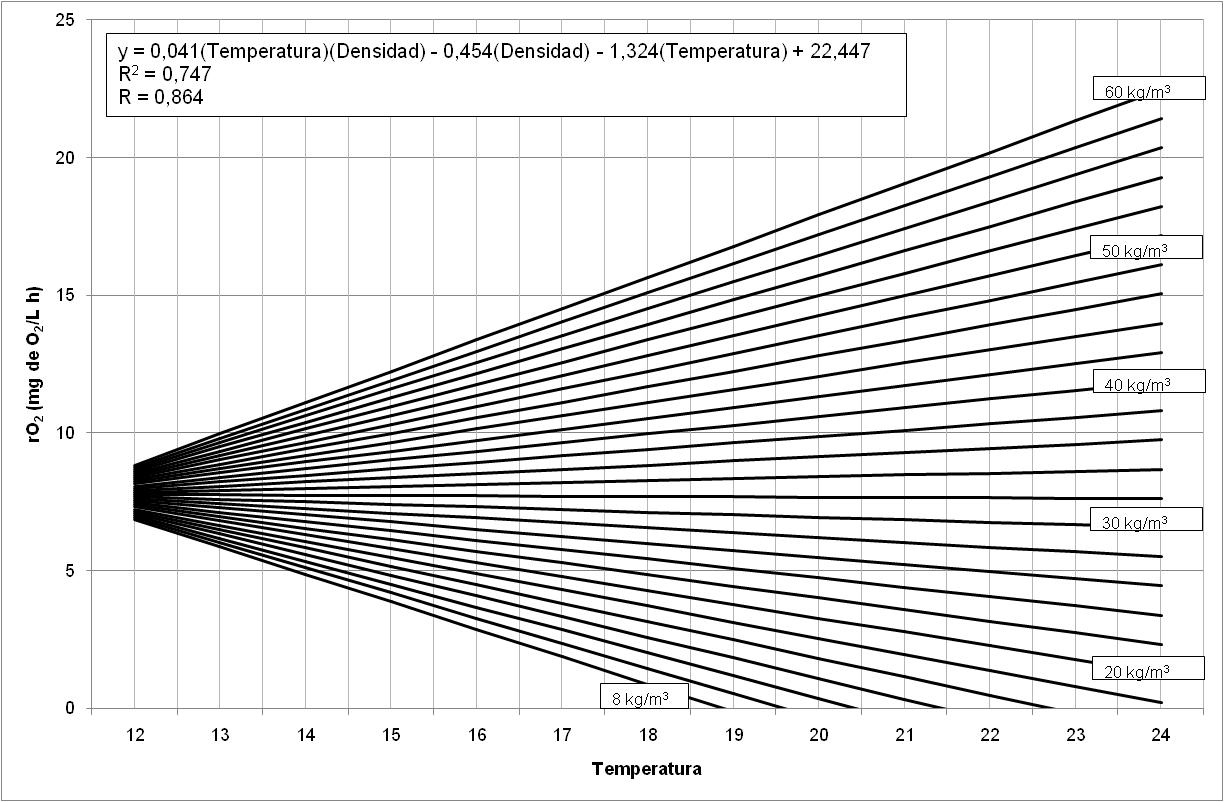 y = 0,041(Temperatura)(Densidad) - 0,454(Densidad) - 1,324(Temperatura) + 22,447
R² = 0,747
R = 0,864
25
20
15
10
5
0
rO₂ (mg de O₂/L h)
60 kg/m³
50 kg/m³
40 kg/m³
30 kg/m³
20 kg/m³
8 kg/m³
12 13 14 15 16 17 18 19 20 21 22 23 24
Temperatura